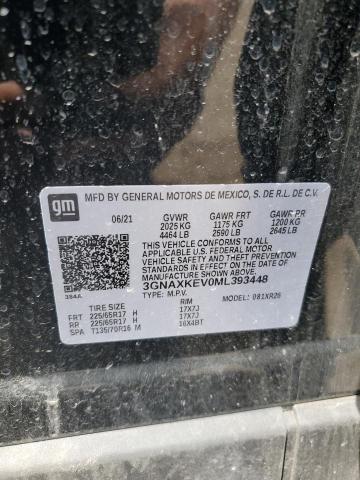 gm
MFD BY GENERAL MOTORS DE MEXICO, S. DE R.L. DE C.V.
06/21 GVWR GAWR FRT GAWR RR
2025 KG 1175 KG 1200 KG
4464 LB 2590 LB 2645 LB
THIS VEHICLE CONFORMS TO ALL APPLICABLE U.S.
FEDERAL MOTOR VEHICLE SAFETY, BUMPER, AND
THEFT PREVENTION STANDARDS IN EFFECT ON THE
DATE OF MANUFACTURE SHOWN ABOVE.
3GNAXKEV0ML393448
384A TYPE: M.P.V. MODEL: 081XR26
TIRE SIZE RIM
FRT 225/65R17 H 17X7J
RR 225/65R17 H 17X7J
SPA T135/70R16 M 16X4BT